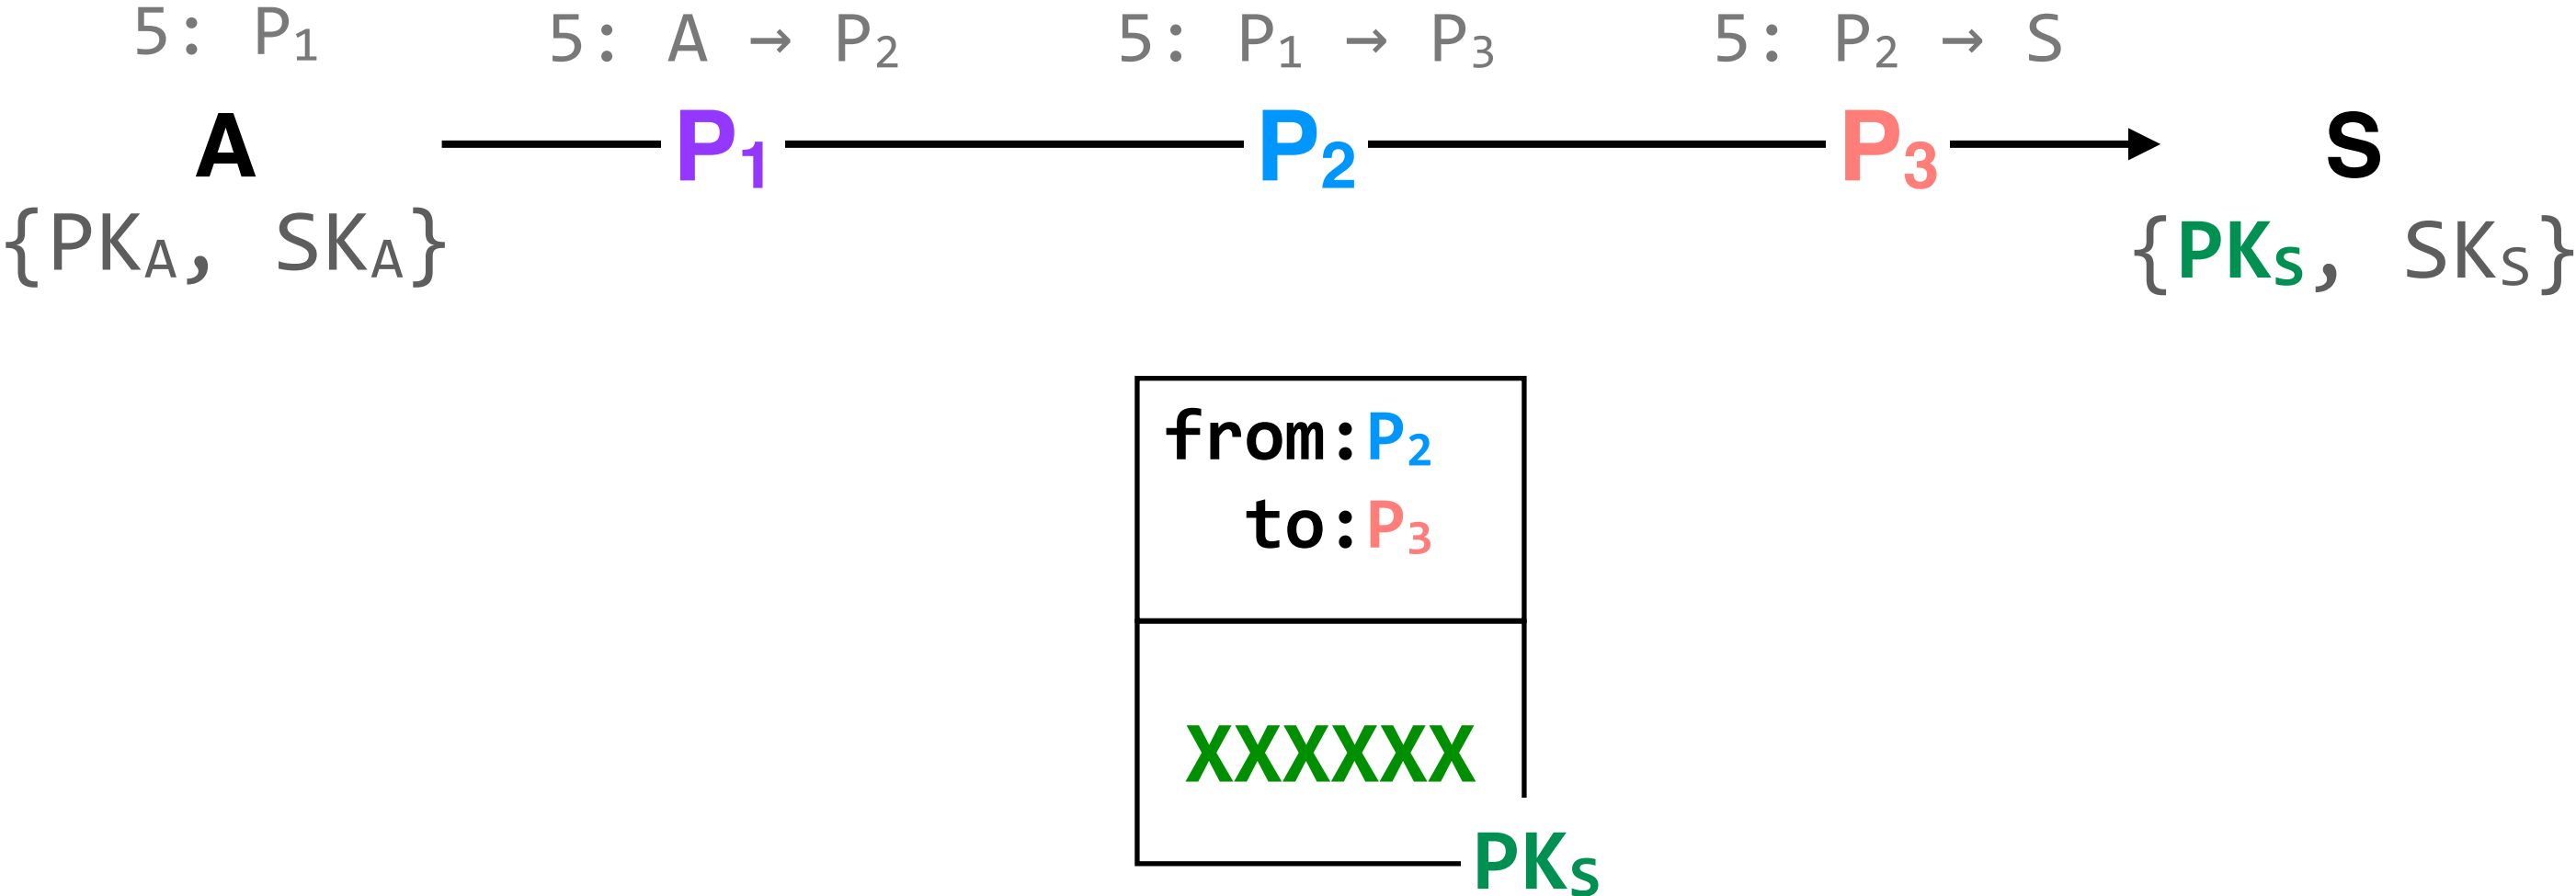 5: P₁ 5: A → P₂ 5: P₁ → P₃ 5: P₂ → S
A P₁ P₂ P₃ S
{PKA, SKA} {PKS, SKS}
from:P₂
to:P₃
XXXXXX
PKS